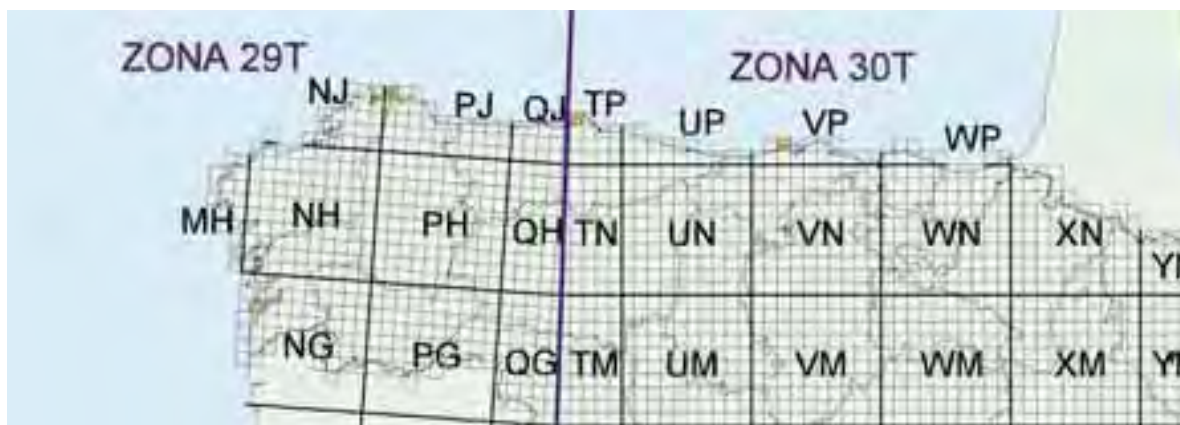 ZONA 29T ZONA 30T
NJ PJ QJ TP UP VP WP
MH NH PH QH TN UN VN WN XN
NG PG QG TM UM VM WM XM